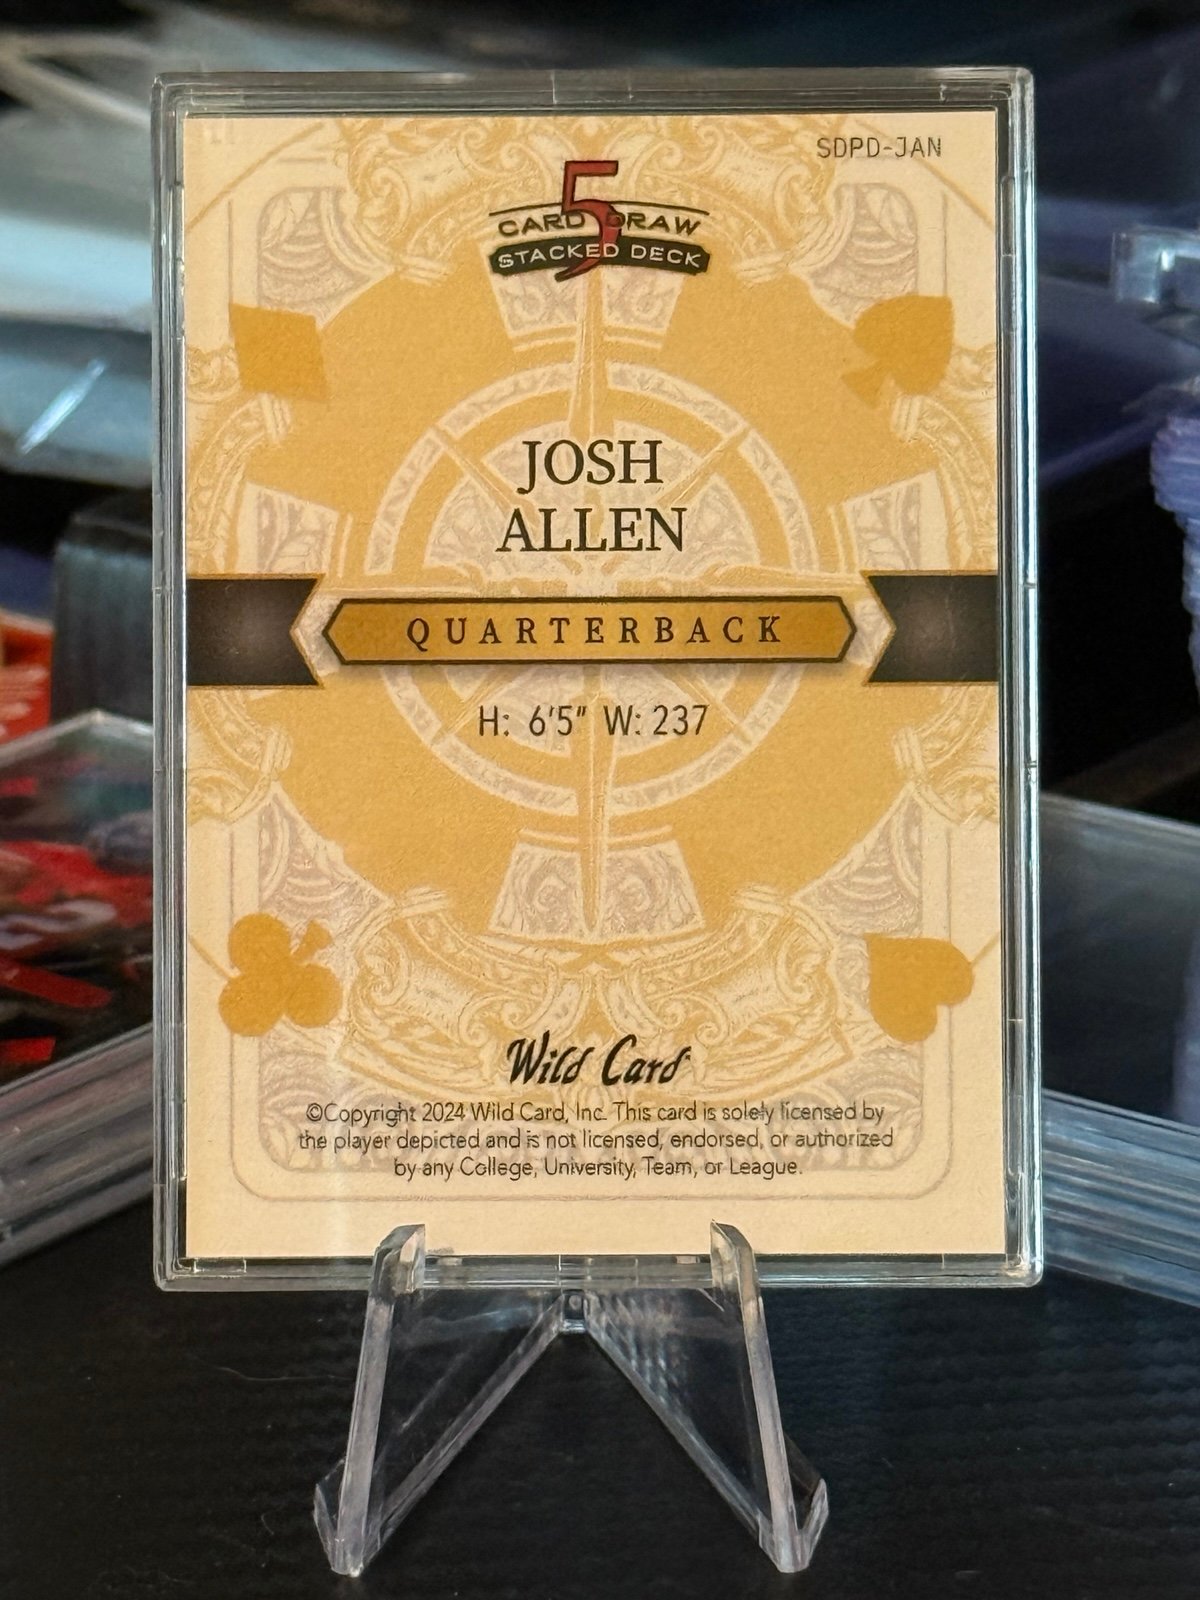 SDPD-JAN
5
CARD DRAW
STACKED DECK
JOSH
ALLEN
QUARTERBACK
H: 6'5" W: 237
Wild Card
©Copyright 2024 Wild Card, Inc. This card is solely licensed by
the player depicted and is not licensed, endorsed, or authorized
by any College, University, Team, or League.